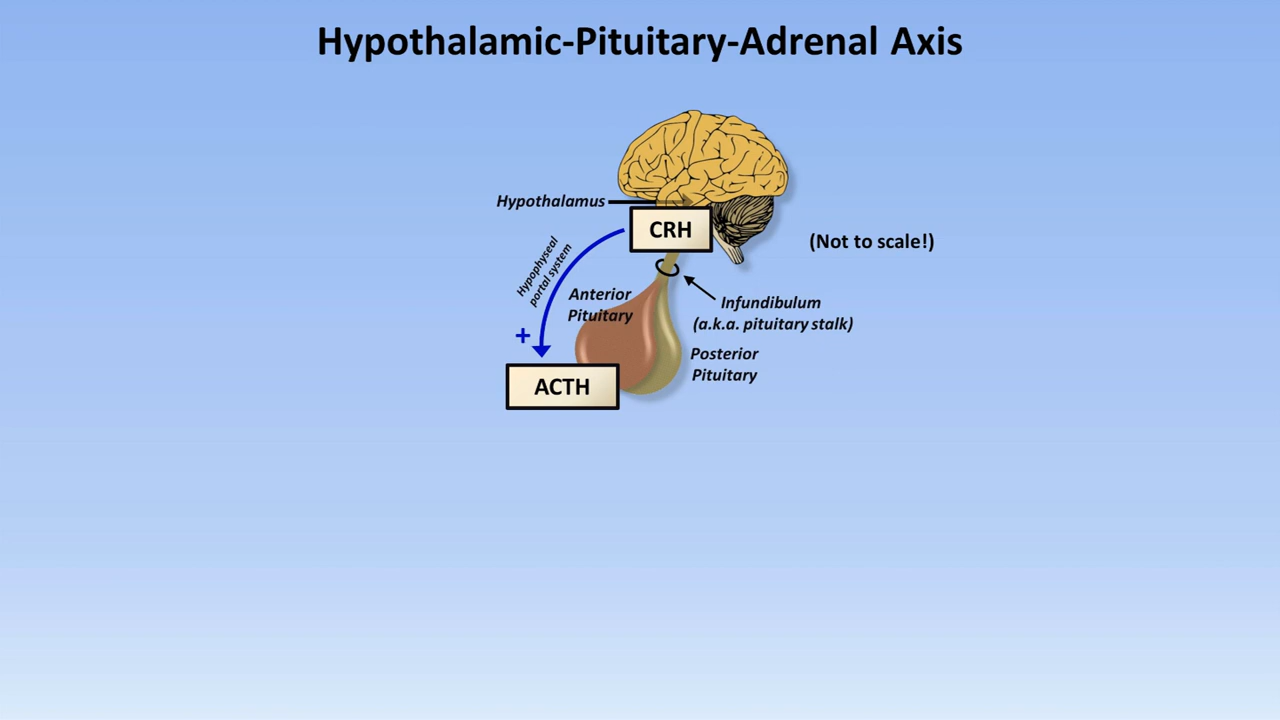 Hypothalamic-Pituitary-Adrenal Axis
Hypothalamus
CRH
(Not to scale!)
Hypophyseal
portal system
Anterior
Pituitary
Infundibulum
(a.k.a. pituitary stalk)
+
Posterior
Pituitary
ACTH